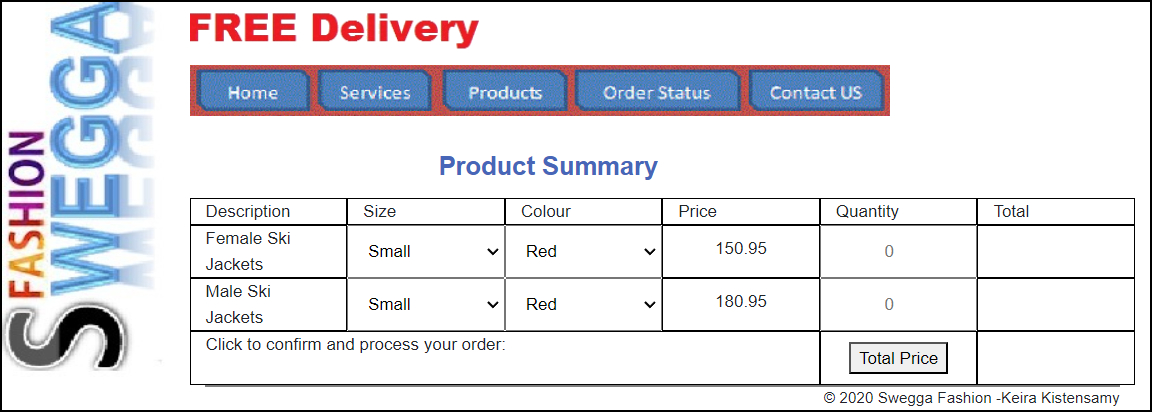 SWEGGA
FASHION
FREE Delivery
Home Services Products Order Status Contact US
Product Summary
Description Size Colour Price Quantity Total
Female Ski
Jackets Small Red 150.95 0
Male Ski
Jackets Small Red 180.95 0
Click to confirm and process your order: Total Price
© 2020 Swegga Fashion -Keira Kistensamy